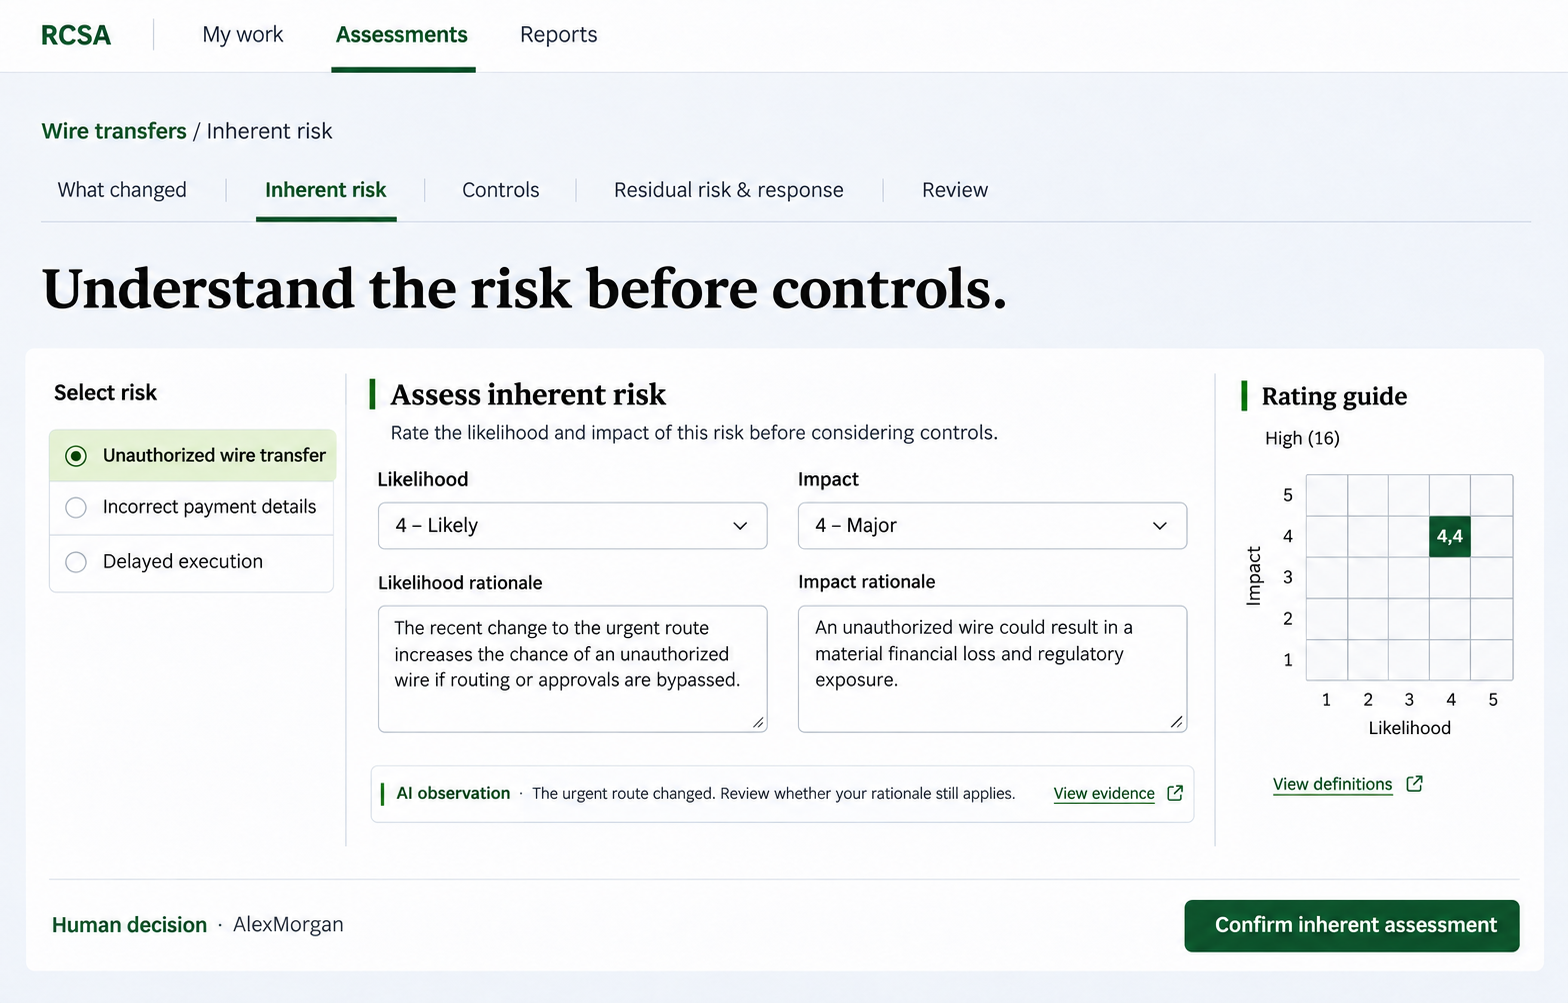 RCSA
My work
Assessments
Reports
Wire transfers / Inherent risk
What changed
Inherent risk
Controls
Residual risk & response
Review
Understand the risk before controls.
Select risk
Unauthorized wire transfer
Incorrect payment details
Delayed execution
Assess inherent risk
Rate the likelihood and impact of this risk before considering controls.
Likelihood
4 – Likely
Impact
4 – Major
Likelihood rationale
The recent change to the urgent route
increases the chance of an unauthorized
wire if routing or approvals are bypassed.
Impact rationale
An unauthorized wire could result in a
material financial loss and regulatory
exposure.
AI observation · The urgent route changed. Review whether your rationale still applies.
View evidence
Rating guide
High (16)
Impact
5
4
4,4
3
2
1
1 2 3 4 5
Likelihood
View definitions
Human decision · AlexMorgan
Confirm inherent assessment